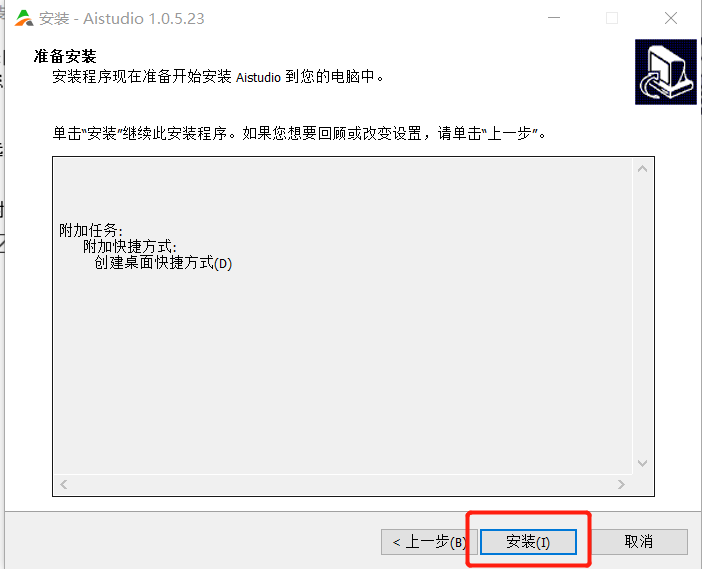 安装 - Aistudio 1.0.5.23
准备安装
安装程序现在准备开始安装 Aistudio 到您的电脑中。
单击“安装”继续此安装程序。如果您想要回顾或改变设置，请单击“上一步”。
附加任务:
附加快捷方式:
创建桌面快捷方式(D)
< 上一步(B) 安装(I) 取消